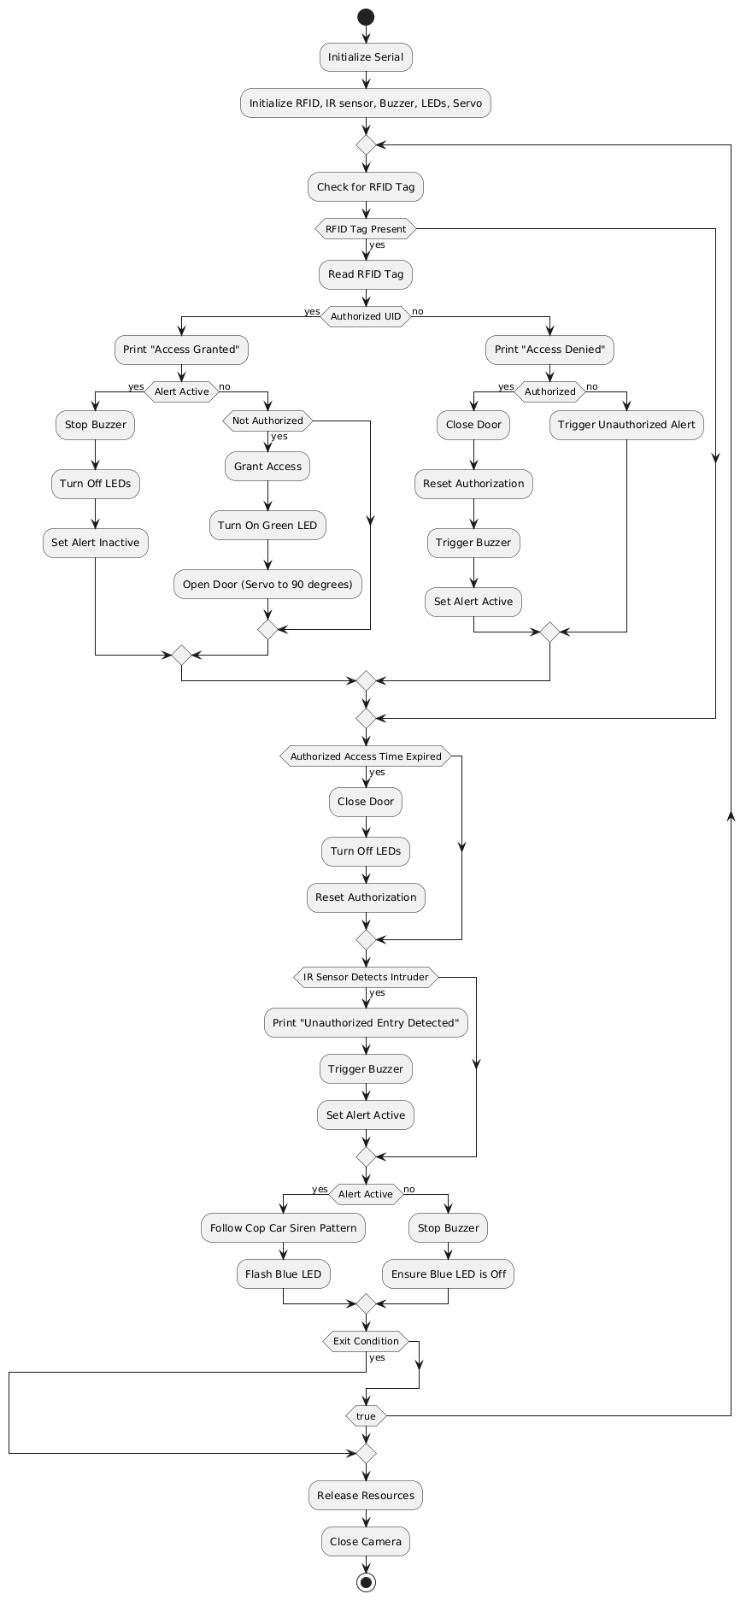 Initialize Serial
Initialize RFID, IR sensor, Buzzer, LEDs, Servo
Check for RFID Tag
RFID Tag Present
yes
Read RFID Tag
yes
Authorized UID
no
Print "Access Granted"
yes
Alert Active
no
Stop Buzzer
Turn Off LEDs
Set Alert Inactive
Not Authorized
yes
Grant Access
Turn On Green LED
Open Door (Servo to 90 degrees)
Print "Access Denied"
yes
Authorized
no
Close Door
Reset Authorization
Trigger Buzzer
Set Alert Active
Trigger Unauthorized Alert
Authorized Access Time Expired
yes
Close Door
Turn Off LEDs
Reset Authorization
IR Sensor Detects Intruder
yes
Print "Unauthorized Entry Detected"
Trigger Buzzer
Set Alert Active
yes
Alert Active
no
Follow Cop Car Siren Pattern
Flash Blue LED
Stop Buzzer
Ensure Blue LED is Off
Exit Condition
yes
true
Release Resources
Close Camera